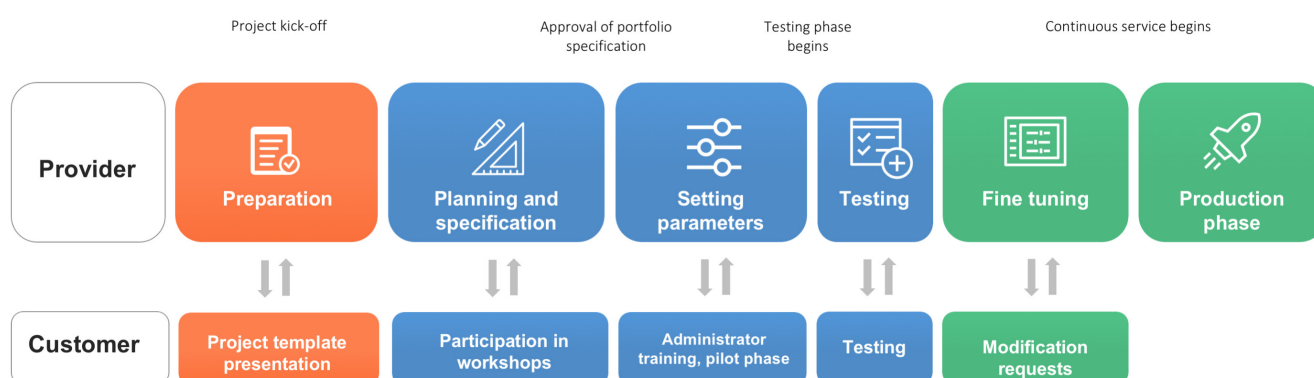 Project kick-off
Approval of portfolio
specification
Testing phase
begins
Continuous service begins
Provider
Preparation
Planning and
specification
Setting
parameters
Testing
Fine tuning
Production
phase
Customer
Project template
presentation
Participation in
workshops
Administrator
training, pilot phase
Testing
Modification
requests